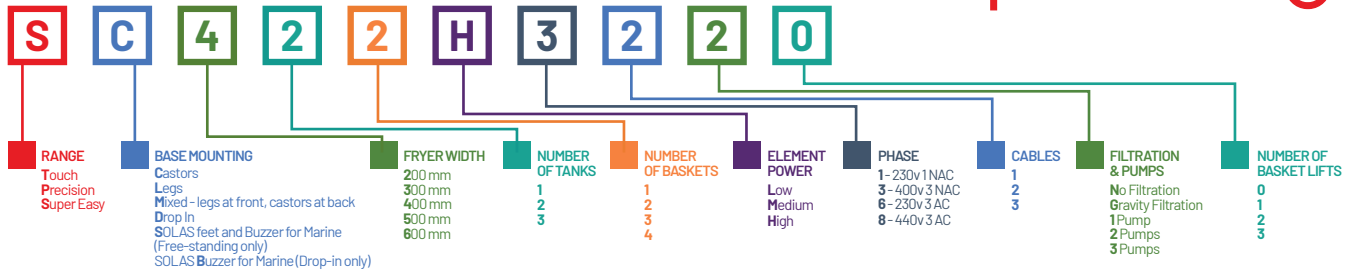 S C 4 2 2 H 3 2 2 0
RANGE
Touch
Precision
Super Easy
BASE MOUNTING
Castors
Legs
Mixed - legs at front, castors at back
Drop In
SOLAS feet and Buzzer for Marine
(Free-standing only)
SOLAS Buzzer for Marine (Drop-in only)
FRYER WIDTH
200 mm
300 mm
400 mm
500 mm
600 mm
NUMBER
OF TANKS
1
2
3
NUMBER
OF BASKETS
1
2
3
4
ELEMENT
POWER
Low
Medium
High
PHASE
1 - 230v 1 NAC
3 - 400v 3 NAC
6 - 230v 3 AC
8 - 440v 3 AC
CABLES
1
2
3
FILTRATION
& PUMPS
No Filtration
Gravity Filtration
1 Pump
2 Pumps
3 Pumps
NUMBER OF
BASKET LIFTS
0
1
2
3